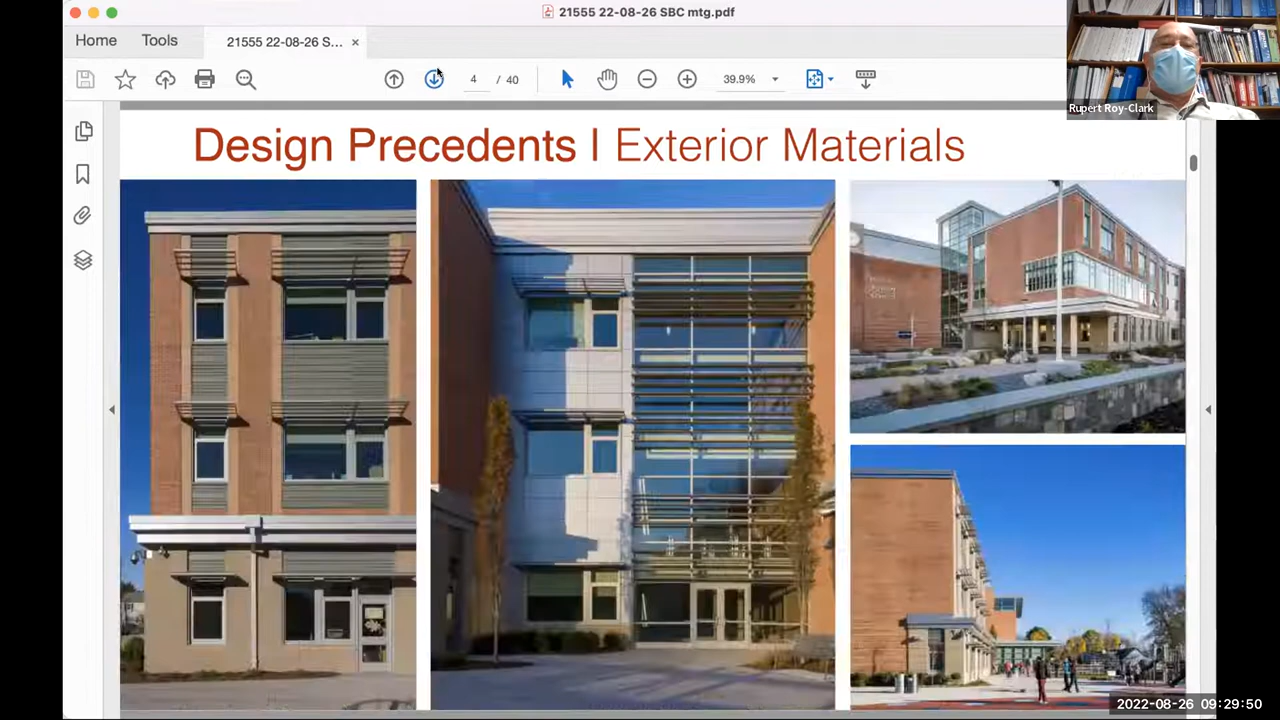 21555 22-08-26 SBC mtg.pdf
Home
Tools
21555 22-08-26 S... ×
4 / 40
39.9%
Rupert Roy-Clark
Design Precedents | Exterior Materials
2022-08-26 09:29:50